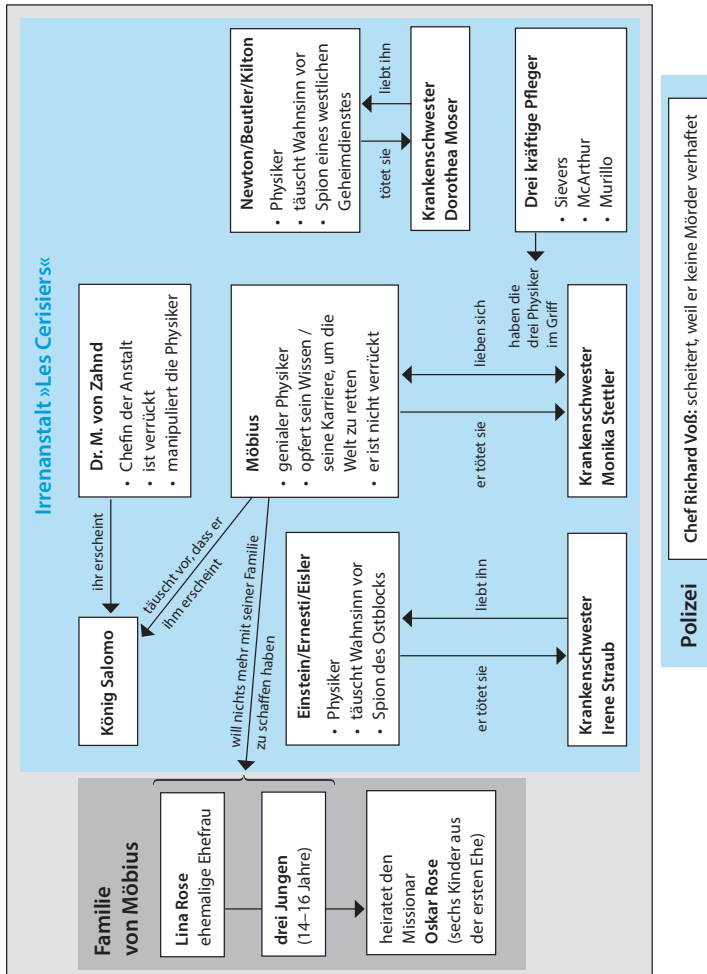 Familie
von Möbius
Lina Rose
ehemalige Ehefrau
drei Jungen
(14–16 Jahre)
heiratet den
Missionar
Oskar Rose
(sechs Kinder aus
der ersten Ehe)
Irrenanstalt »Les Cerisiers«
König Salomo
ihr erscheint
Dr. M. von Zahnd
• Chefin der Anstalt
• ist verrückt
• manipuliert die Physiker
täuscht vor, dass er
ihm erscheint
will nichts mehr mit seiner Familie
zu schaffen haben
Einstein/Ernesti/Eisler
• Physiker
• täuscht Wahnsinn vor
• Spion des Ostblocks
er tötet sie
liebt ihn
Krankenschwester
Irene Straub
Möbius
• genialer Physiker
• opfert sein Wissen /
seine Karriere, um die
Welt zu retten
• er ist nicht verrückt
er tötet sie
lieben sich
Krankenschwester
Monika Stettler
Newton/Beutler/Kilton
• Physiker
• täuscht Wahnsinn vor
• Spion eines westlichen
Geheimdienstes
tötet sie
liebt ihn
Krankenschwester
Dorothea Moser
haben die
drei Physiker
im Griff
Drei kräftige Pfleger
• Sievers
• McArthur
• Murillo
Polizei
Chef Richard Voß: scheitert, weil er keine Mörder verhaftet